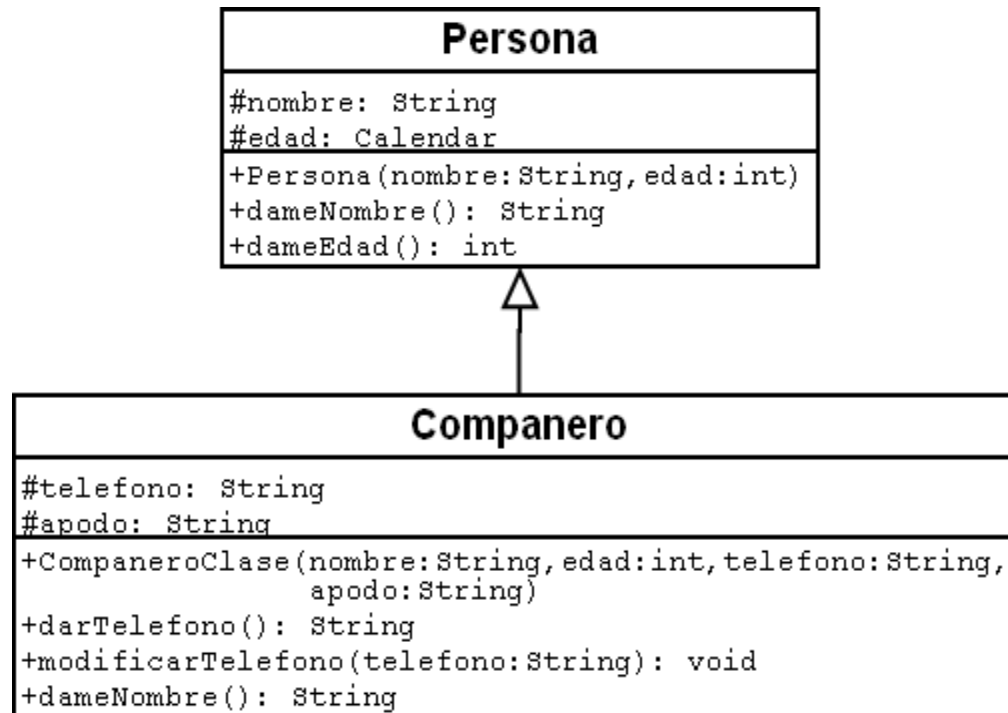 Persona
#nombre: String
#edad: Calendar
+Persona(nombre:String,edad:int)
+dameNombre(): String
+dameEdad(): int
Companero
#telefono: String
#apodo: String
+CompaneroClase(nombre:String,edad:int,telefono:String,
apodo:String)
+darTelefono(): String
+modificarTelefono(telefono:String): void
+dameNombre(): String